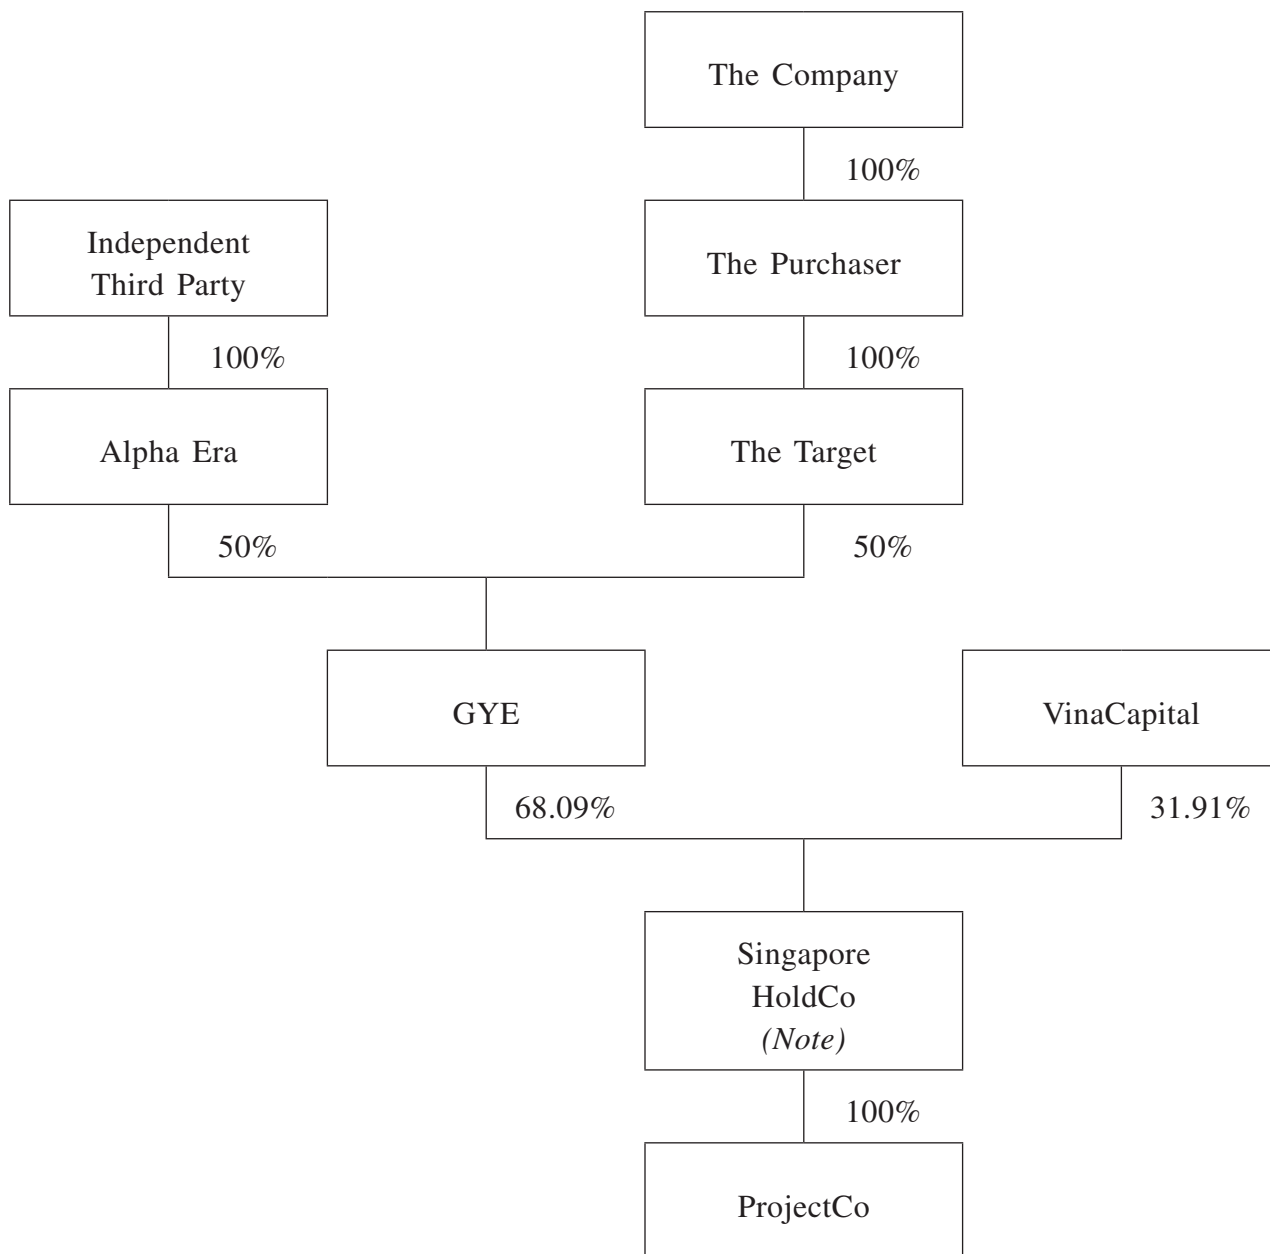 The Company
100%
Independent
Third Party
The Purchaser
100%
100%
Alpha Era
The Target
50%
50%
GYE
VinaCapital
68.09%
31.91%
Singapore
HoldCo
(Note)
100%
ProjectCo